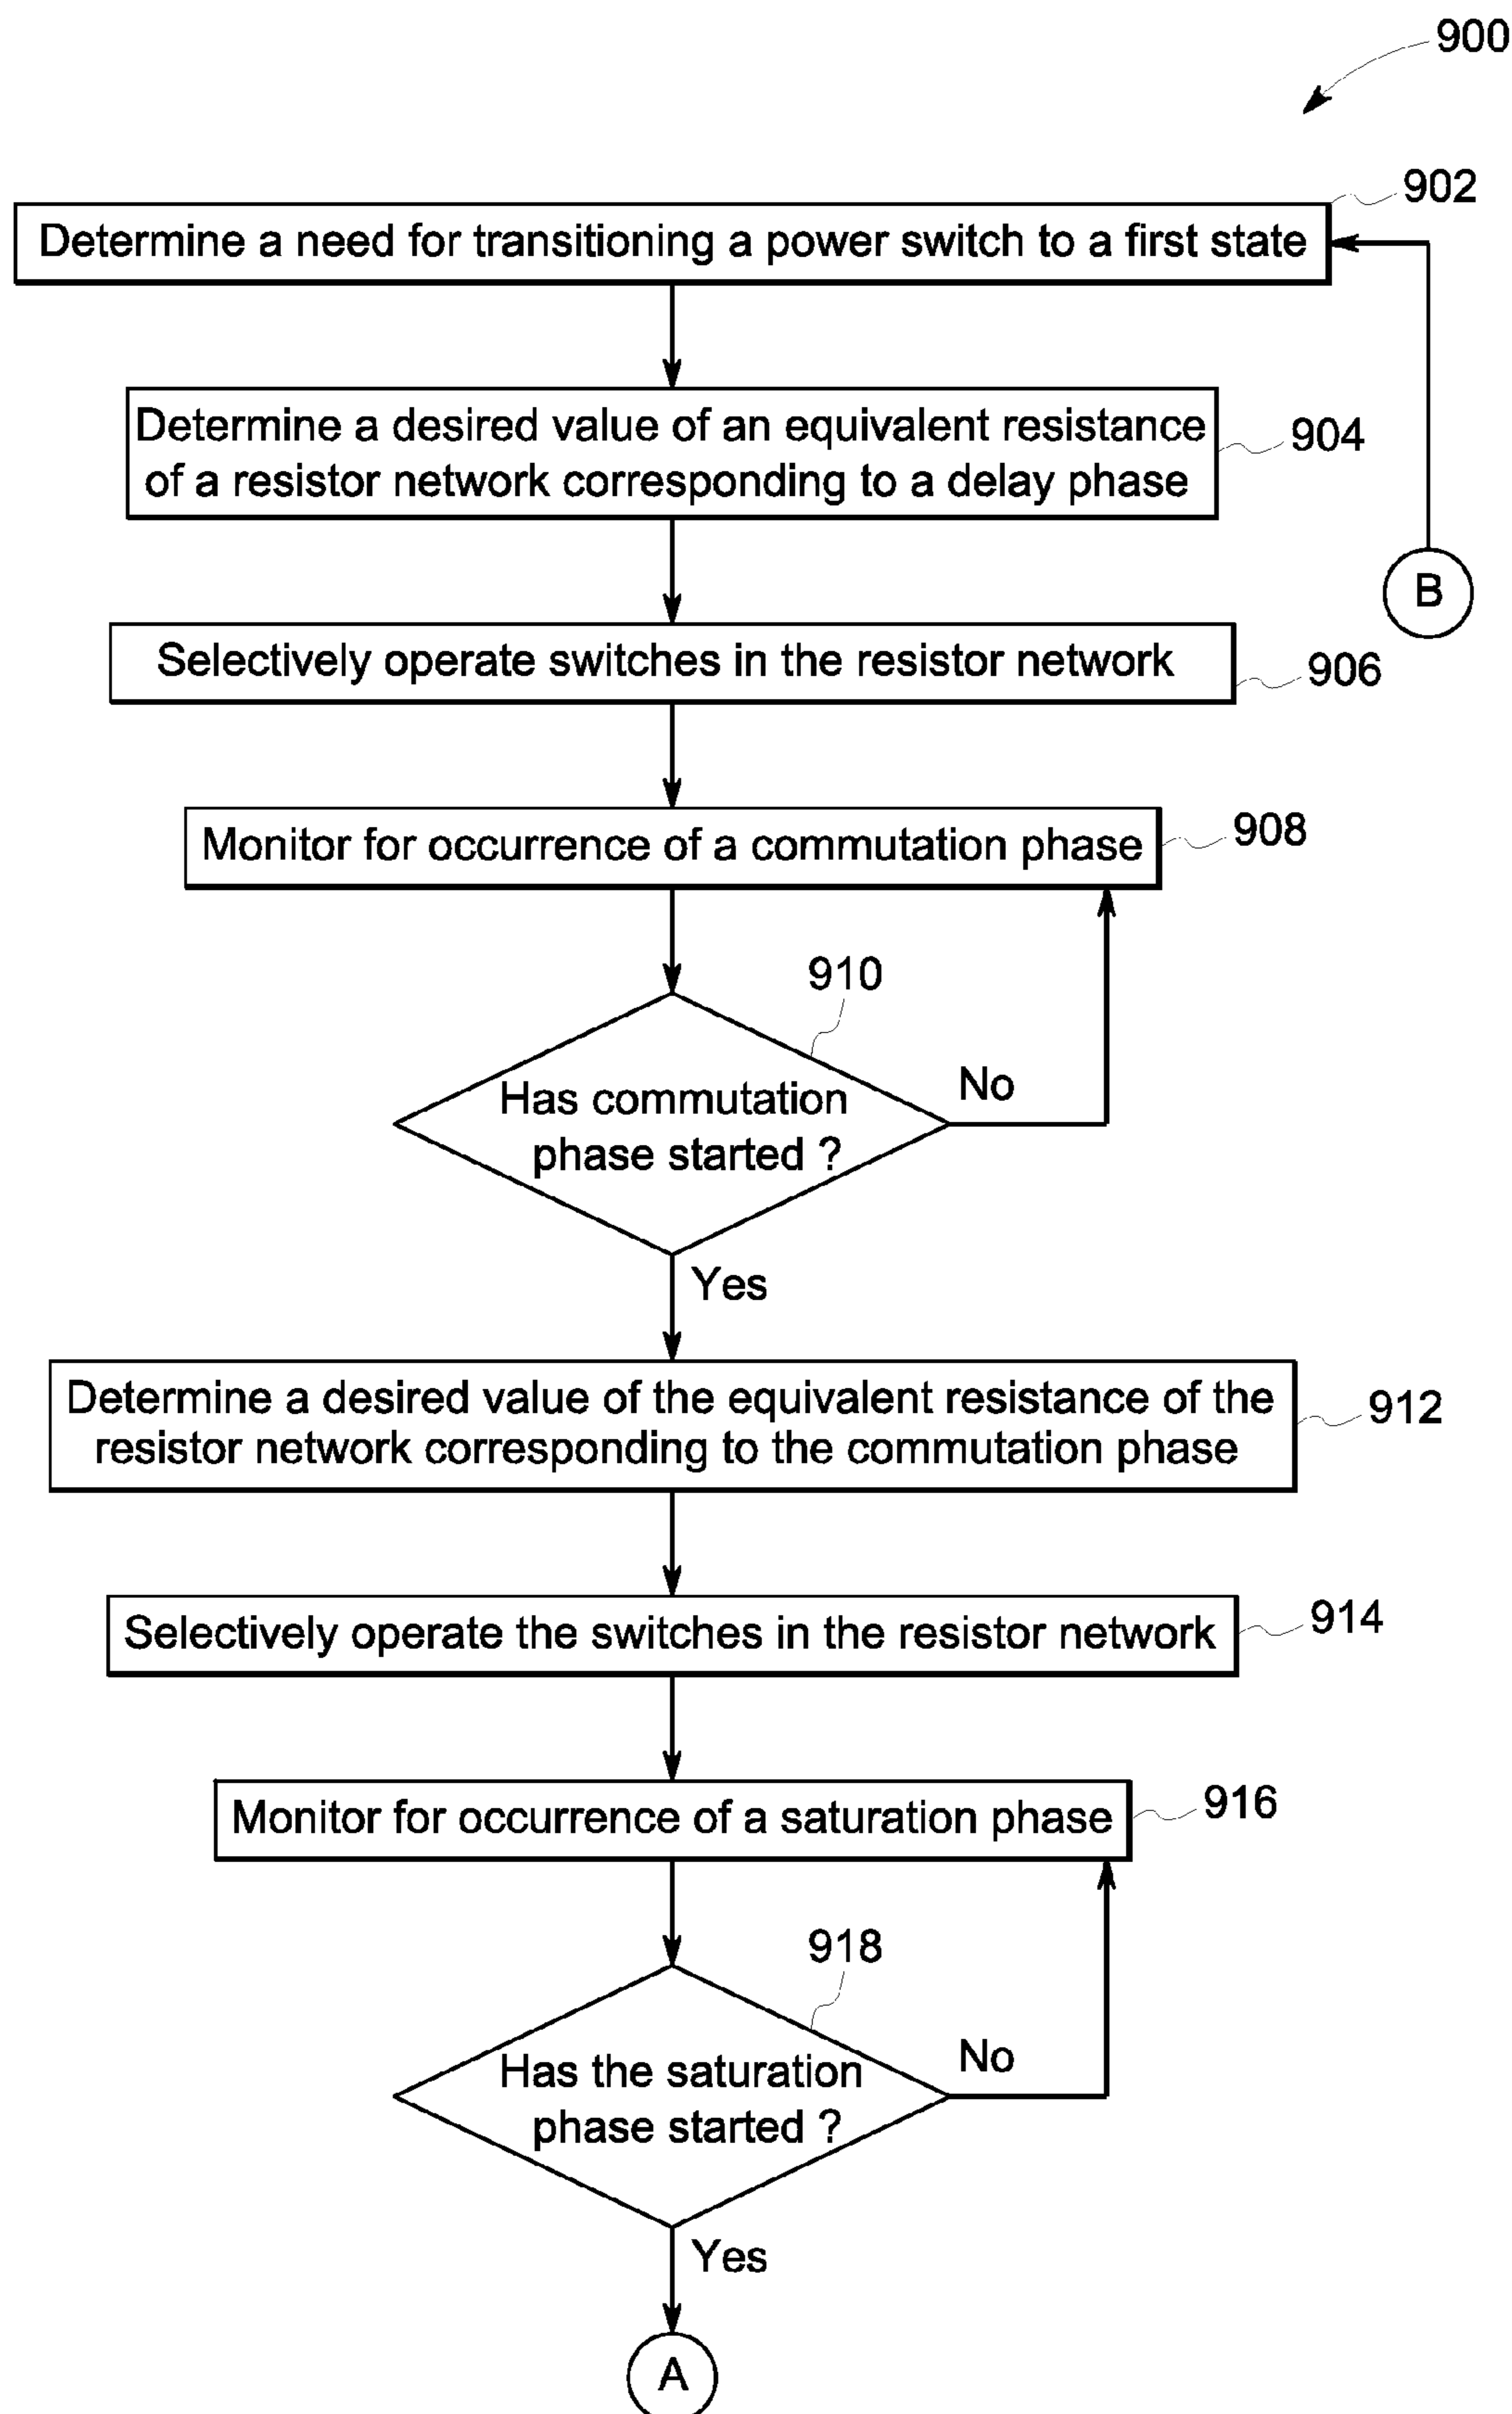 900
902
Determine a need for transitioning a power switch to a first state
Determine a desired value of an equivalent resistance
of a resistor network corresponding to a delay phase
904
B
Selectively operate switches in the resistor network
906
Monitor for occurrence of a commutation phase
908
910
Has commutation
phase started ?
No
Yes
Determine a desired value of the equivalent resistance of the
resistor network corresponding to the commutation phase
912
Selectively operate the switches in the resistor network
914
Monitor for occurrence of a saturation phase
916
918
Has the saturation
phase started ?
No
Yes
A